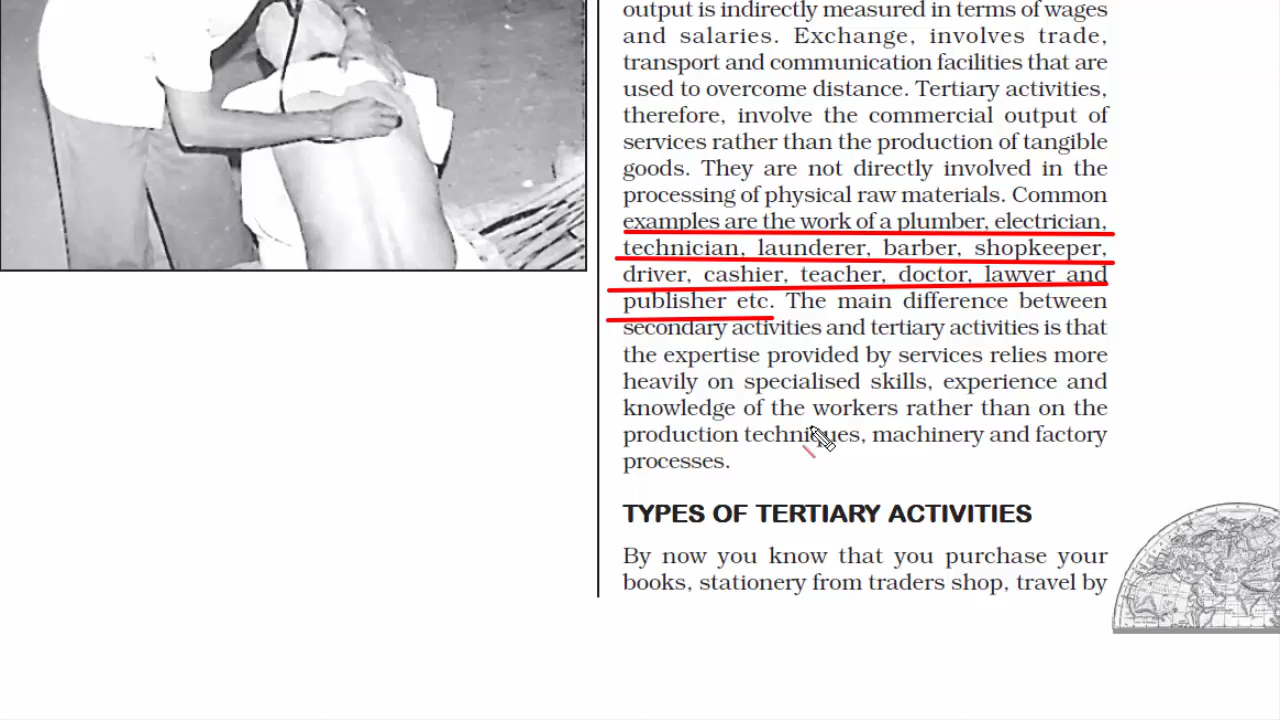 output is indirectly measured in terms of wages
and salaries. Exchange, involves trade,
transport and communication facilities that are
used to overcome distance. Tertiary activities,
therefore, involve the commercial output of
services rather than the production of tangible
goods. They are not directly involved in the
processing of physical raw materials. Common
examples are the work of a plumber, electrician,
technician, launderer, barber, shopkeeper,
driver, cashier, teacher, doctor, lawyer and
publisher etc. The main difference between
secondary activities and tertiary activities is that
the expertise provided by services relies more
heavily on specialised skills, experience and
knowledge of the workers rather than on the
production techniques, machinery and factory
processes.
TYPES OF TERTIARY ACTIVITIES
By now you know that you purchase your
books, stationery from traders shop, travel by